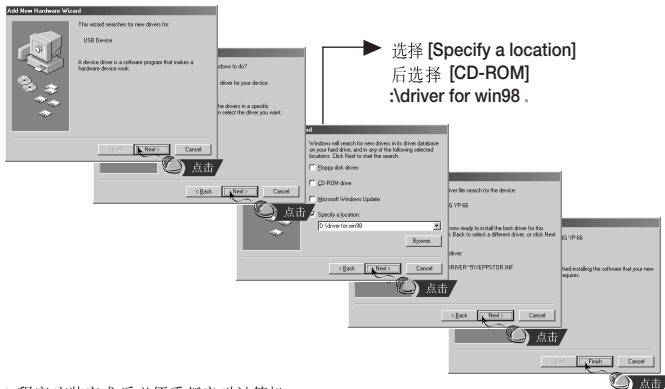 Add New Hardware Wizard
This wizard searches for new drivers for:
USB Device
A device driver is a software program that makes a
hardware device work.
< Back Next > Cancel
点击
选择 [Specify a location]
后选择 [CD-ROM]
:\driver for win98 。
dows to do?
driver for your device.
he drivers in a specific
n select the driver you want.
< Back Next > Cancel
点击
ard
Windows will search for new drivers in its driver database
on your hard drive, and in any of the following selected
locations. Click Next to start the search.
Floppy disk drives
CD-ROM drive
Microsoft Windows Update
Specify a location:
D:\driver for win98
Browse...
< Back Next > Cancel
点击
ver file search for the device:
G YP-66
now ready to install the best driver for this
k Back to select a different driver, or click Next
driver:
RIVER~5\YEPPSTOR.INF
< Back Next > Cancel
点击
G YP-66
hed installing the software that your new
equires.
< Back Finish Cancel
点击